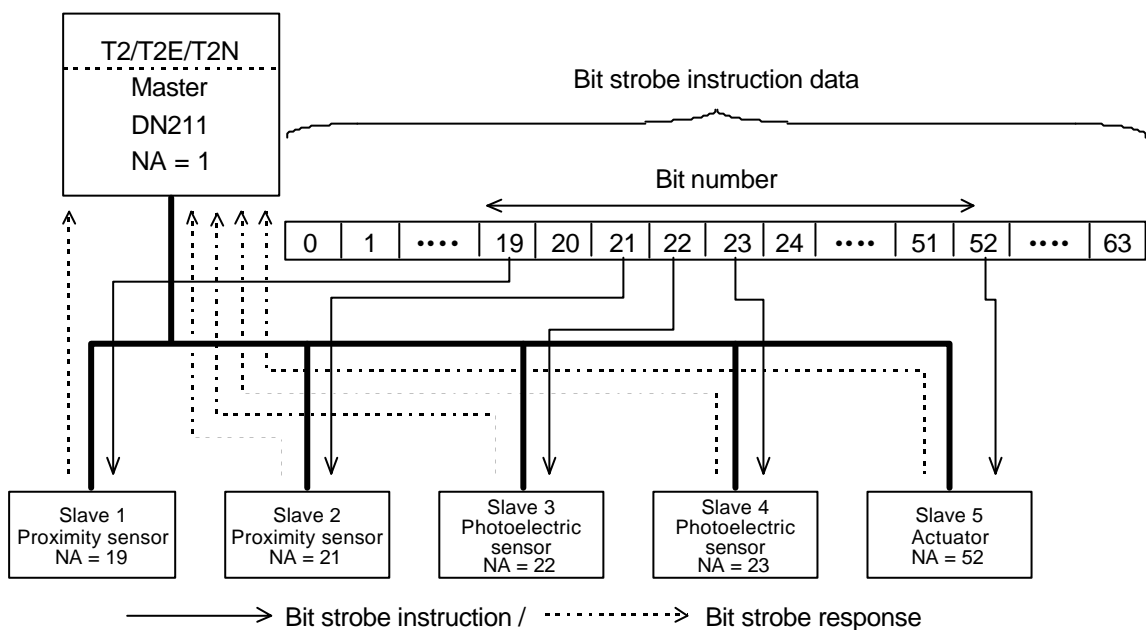 T2/T2E/T2N
Master
DN211
NA = 1
Bit strobe instruction data
Bit number
0 1 •••• 19 20 21 22 23 24 •••• 51 52 •••• 63
Slave 1
Proximity sensor
NA = 19
Slave 2
Proximity sensor
NA = 21
Slave 3
Photoelectric
sensor
NA = 22
Slave 4
Photoelectric
sensor
NA = 23
Slave 5
Actuator
NA = 52
Bit strobe instruction / Bit strobe response